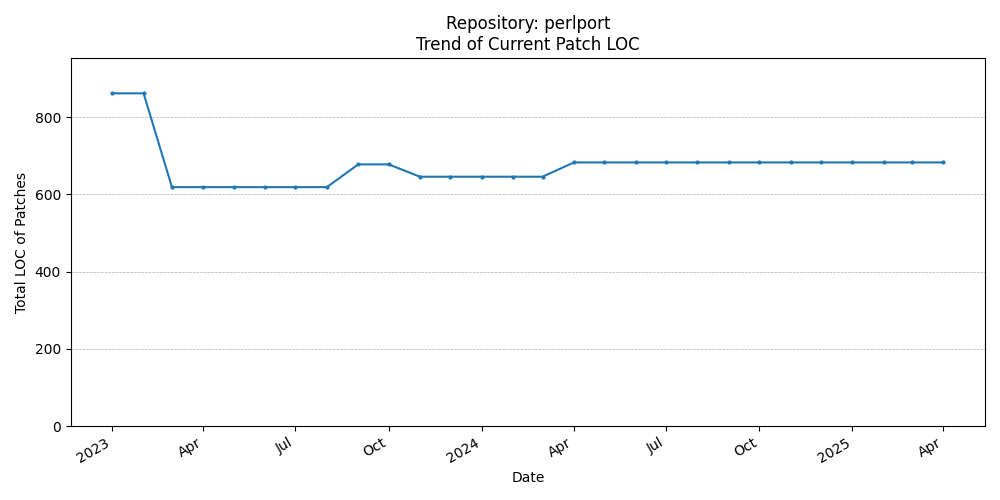 Repository: perlport
Trend of Current Patch LOC
Total LOC of Patches
800
600
400
200
0
2023
Apr
Jul
Oct
2024
Apr
Jul
Oct
2025
Apr
Date